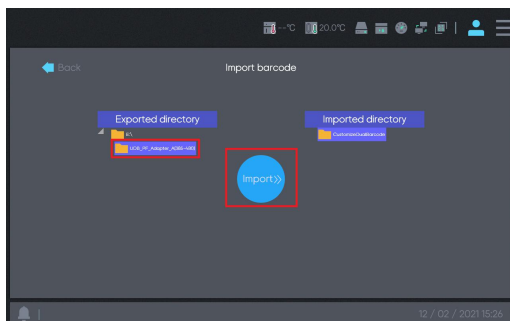 --°C 20.0°C
Back
Import barcode
Exported directory
Imported directory
CustomizeDualBarcode
Import>>
12 / 02 / 2021 15:26